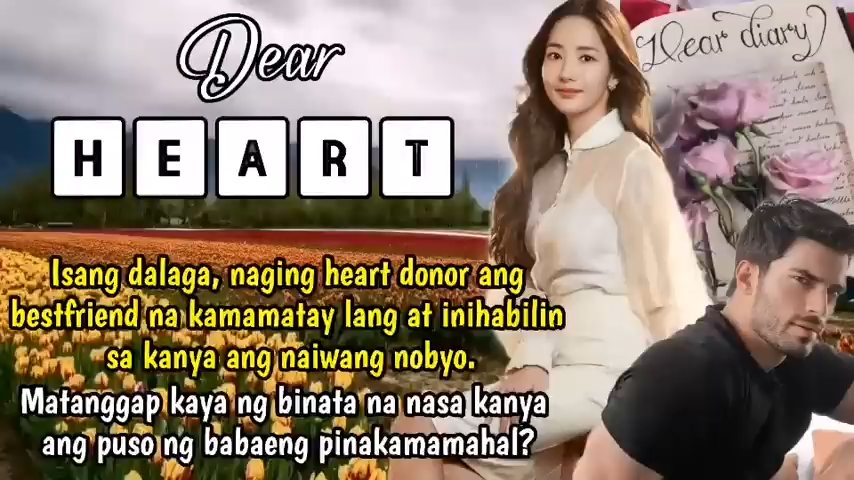 Dear
HEART
Dear diary
Isang dalaga, naging heart donor ang
bestfriend na kamamatay lang at inihabilin
sa kanya ang naiwang nobyo.
Matanggap kaya ng binata na nasa kanya
ang puso ng babaeng pinakamamahal?